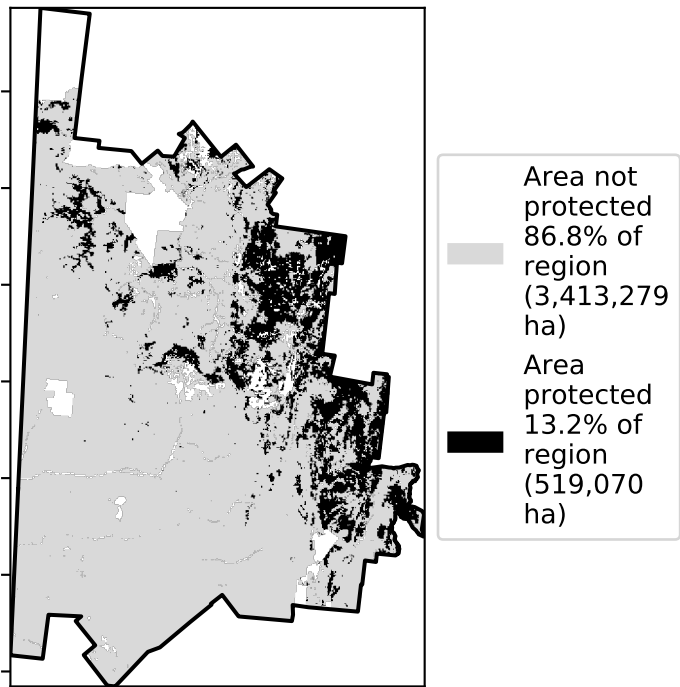 Area not
protected
86.8% of
region
(3,413,279
ha)
Area
protected
13.2% of
region
(519,070
ha)